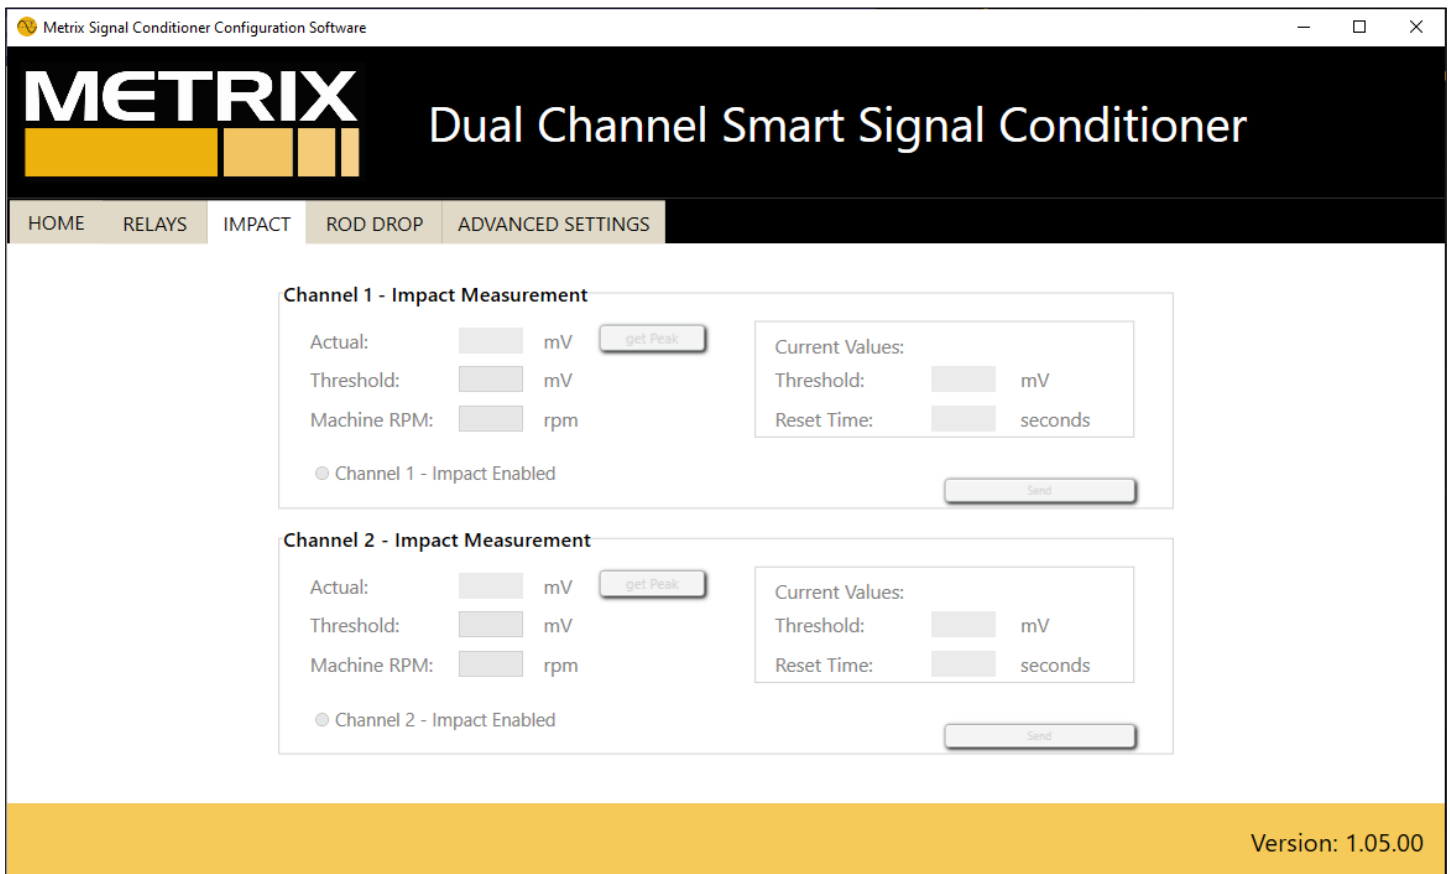 Metrix Signal Conditioner Configuration Software
METRIX
Dual Channel Smart Signal Conditioner
HOME RELAYS IMPACT ROD DROP ADVANCED SETTINGS
Channel 1 - Impact Measurement
Actual: mV get Peak
Current Values:
Threshold: mV Threshold: mV
Machine RPM: rpm Reset Time: seconds
Channel 1 - Impact Enabled
Send
Channel 2 - Impact Measurement
Actual: mV get Peak
Current Values:
Threshold: mV Threshold: mV
Machine RPM: rpm Reset Time: seconds
Channel 2 - Impact Enabled
Send
Version: 1.05.00